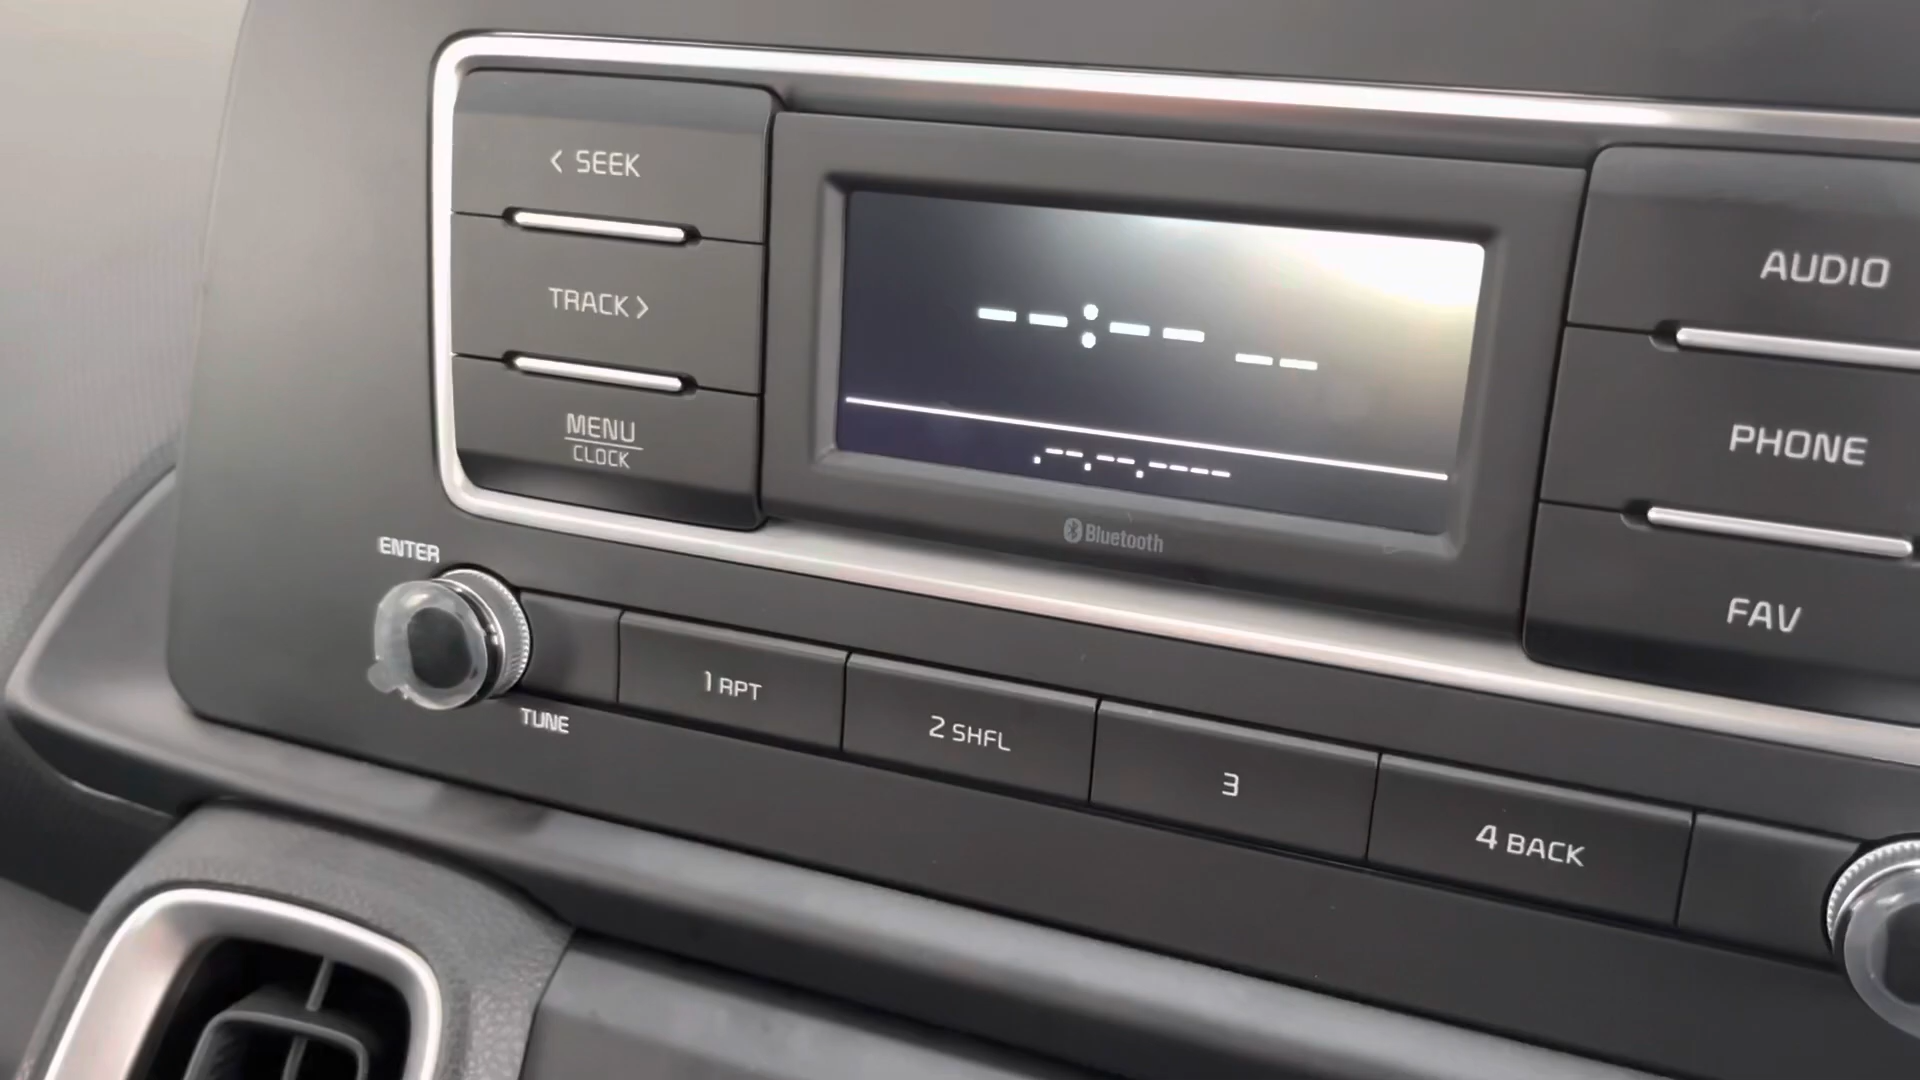 < SEEK
TRACK >
MENU
CLOCK
--:-- --
.--.--.----
Bluetooth
AUDIO
PHONE
FAV
ENTER
TUNE
1 RPT
2 SHFL
3
4 BACK